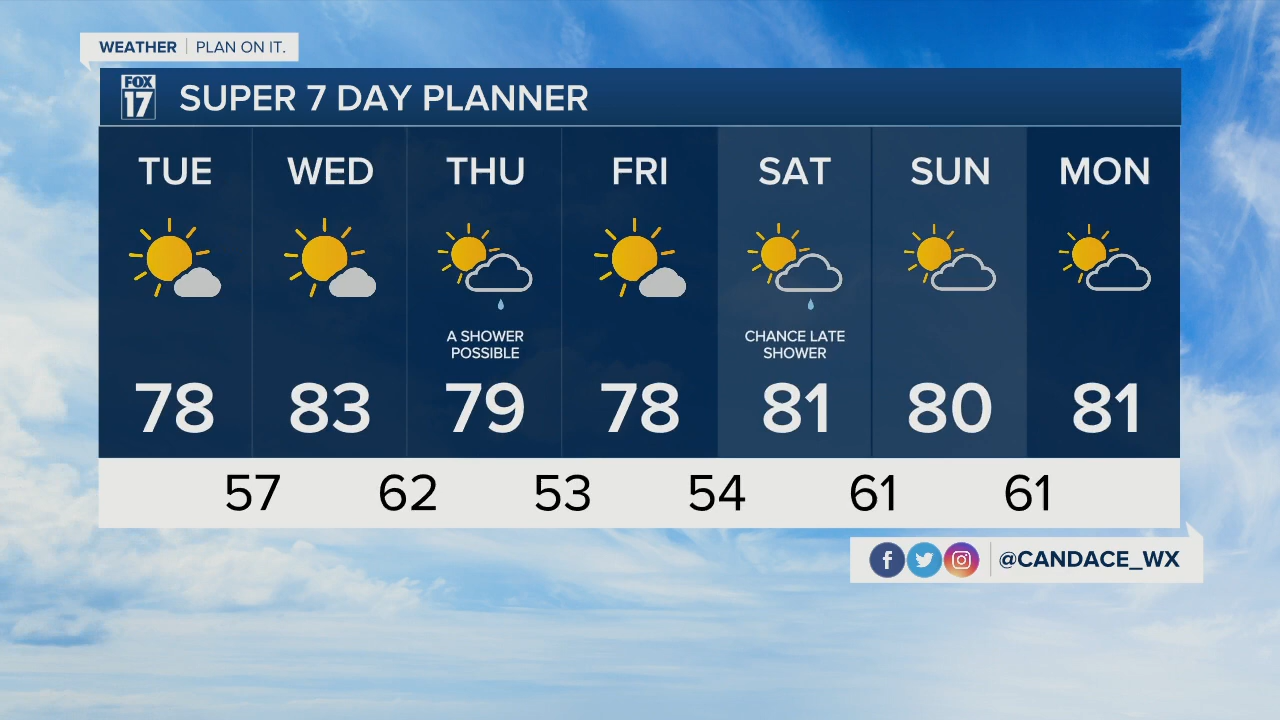 WEATHER | PLAN ON IT.
FOX
17
SUPER 7 DAY PLANNER
TUE WED THU FRI SAT SUN MON
A SHOWER
POSSIBLE
CHANCE LATE
SHOWER
78 83 79 78 81 80 81
57 62 53 54 61 61
@CANDACE_WX